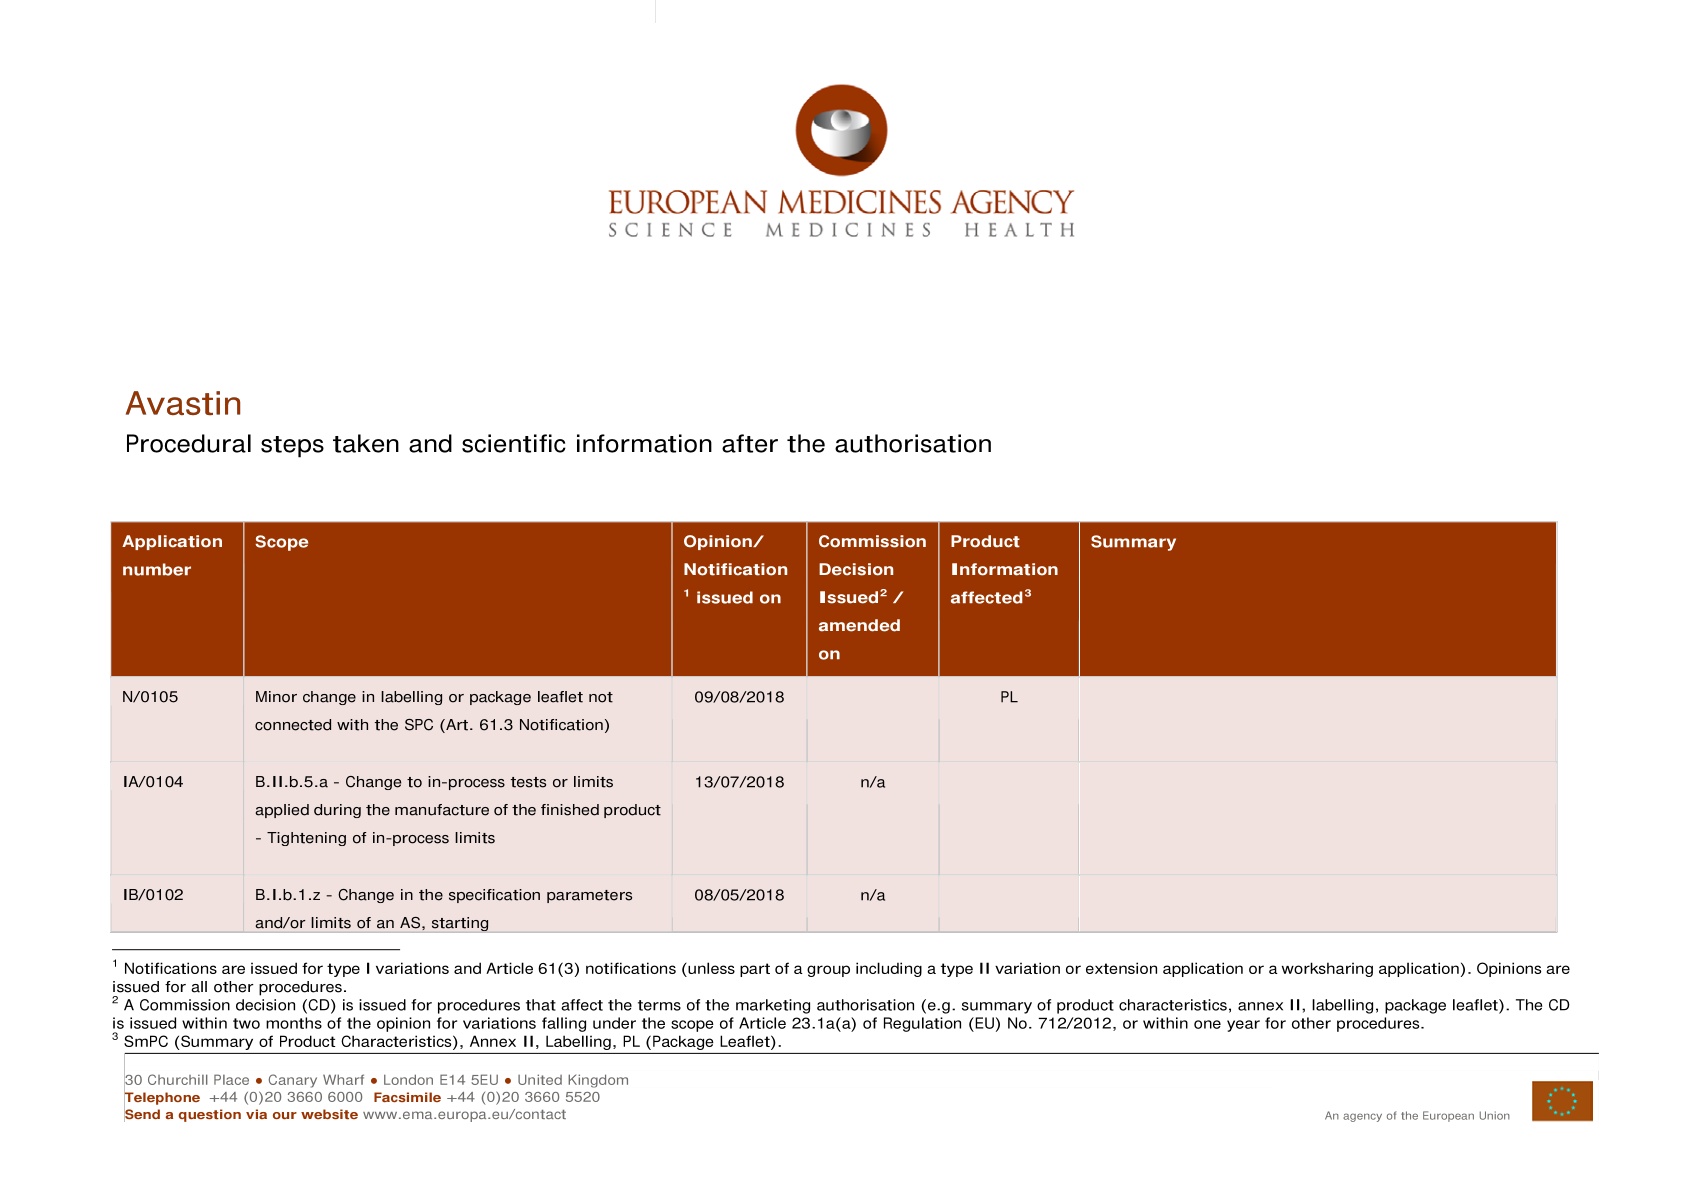 EUROPEAN MEDICINES AGENCY
SCIENCE MEDICINES HEALTH
Avastin
Procedural steps taken and scientific information after the authorisation
Application number
Scope
Opinion/ Notification ¹ issued on
Commission Decision Issued² / amended on
Product Information affected³
Summary
N/0105
Minor change in labelling or package leaflet not
connected with the SPC (Art. 61.3 Notification)
09/08/2018
PL
IA/0104
B.II.b.5.a - Change to in-process tests or limits
applied during the manufacture of the finished product
- Tightening of in-process limits
13/07/2018
n/a
IB/0102
B.I.b.1.z - Change in the specification parameters
and/or limits of an AS, starting
08/05/2018
n/a
¹ Notifications are issued for type I variations and Article 61(3) notifications (unless part of a group including a type II variation or extension application or a worksharing application). Opinions are
issued for all other procedures.
² A Commission decision (CD) is issued for procedures that affect the terms of the marketing authorisation (e.g. summary of product characteristics, annex II, labelling, package leaflet). The CD
is issued within two months of the opinion for variations falling under the scope of Article 23.1a(a) of Regulation (EU) No. 712/2012, or within one year for other procedures.
³ SmPC (Summary of Product Characteristics), Annex II, Labelling, PL (Package Leaflet).
30 Churchill Place ● Canary Wharf ● London E14 5EU ● United Kingdom
Telephone +44 (0)20 3660 6000 Facsimile +44 (0)20 3660 5520
Send a question via our website www.ema.europa.eu/contact
An agency of the European Union